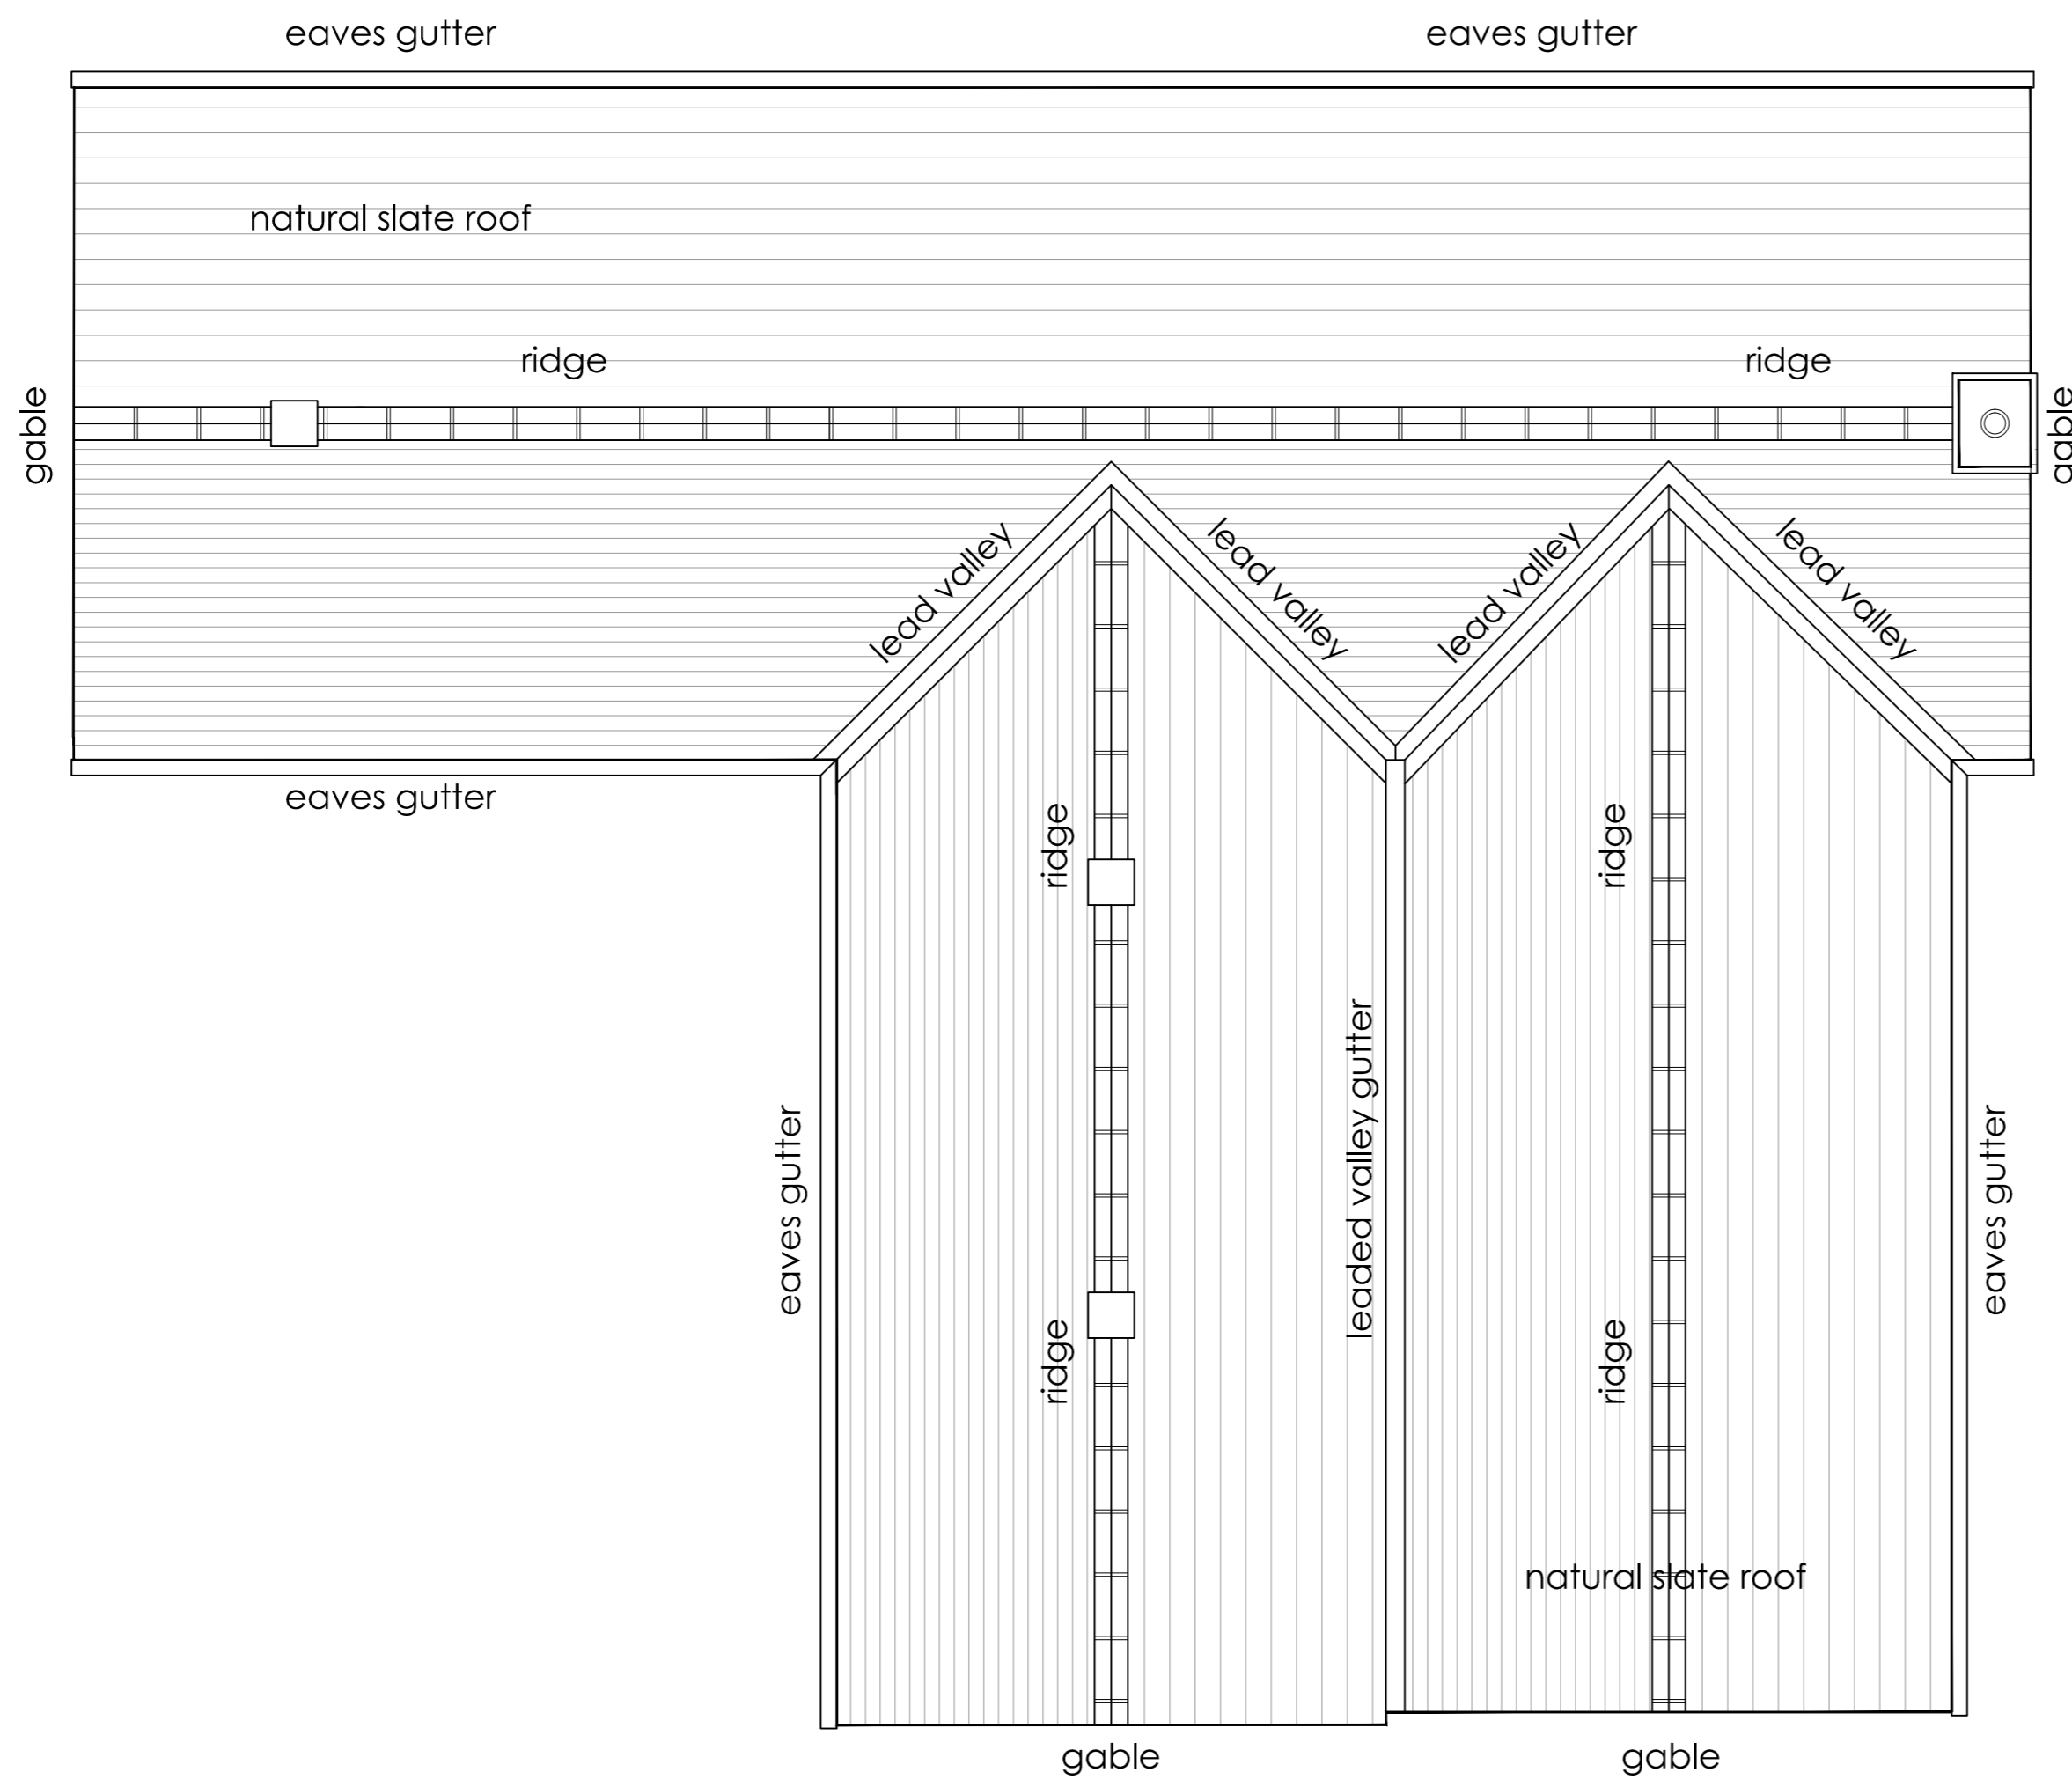 eaves gutter
eaves gutter
natural slate roof
ridge
ridge
gable
gable
lead valley
lead valley
lead valley
lead valley
eaves gutter
ridge
ridge
leaded valley gutter
eaves gutter
eaves gutter
ridge
ridge
natural slate roof
gable
gable